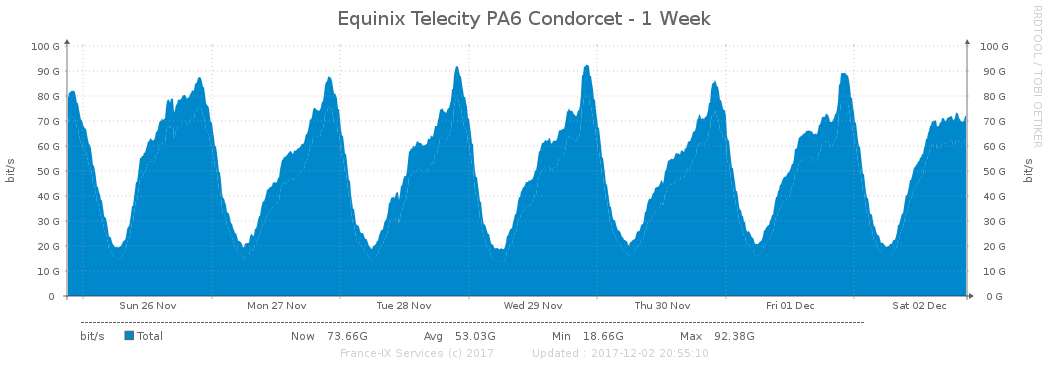 Equinix Telecity PA6 Condorcet - 1 Week
RRDTOOL / TOBI OETIKER
100 G 100 G
90 G 90 G
80 G 80 G
70 G 70 G
60 G 60 G
50 G 50 G
40 G 40 G
30 G 30 G
20 G 20 G
10 G 10 G
0 0 G
bit/s bit/s
Sun 26 Nov Mon 27 Nov Tue 28 Nov Wed 29 Nov Thu 30 Nov Fri 01 Dec Sat 02 Dec
bit/s Total Now 73.66G Avg 53.03G Min 18.66G Max 92.38G
France-IX Services (c) 2017 Updated : 2017-12-02 20:55:10